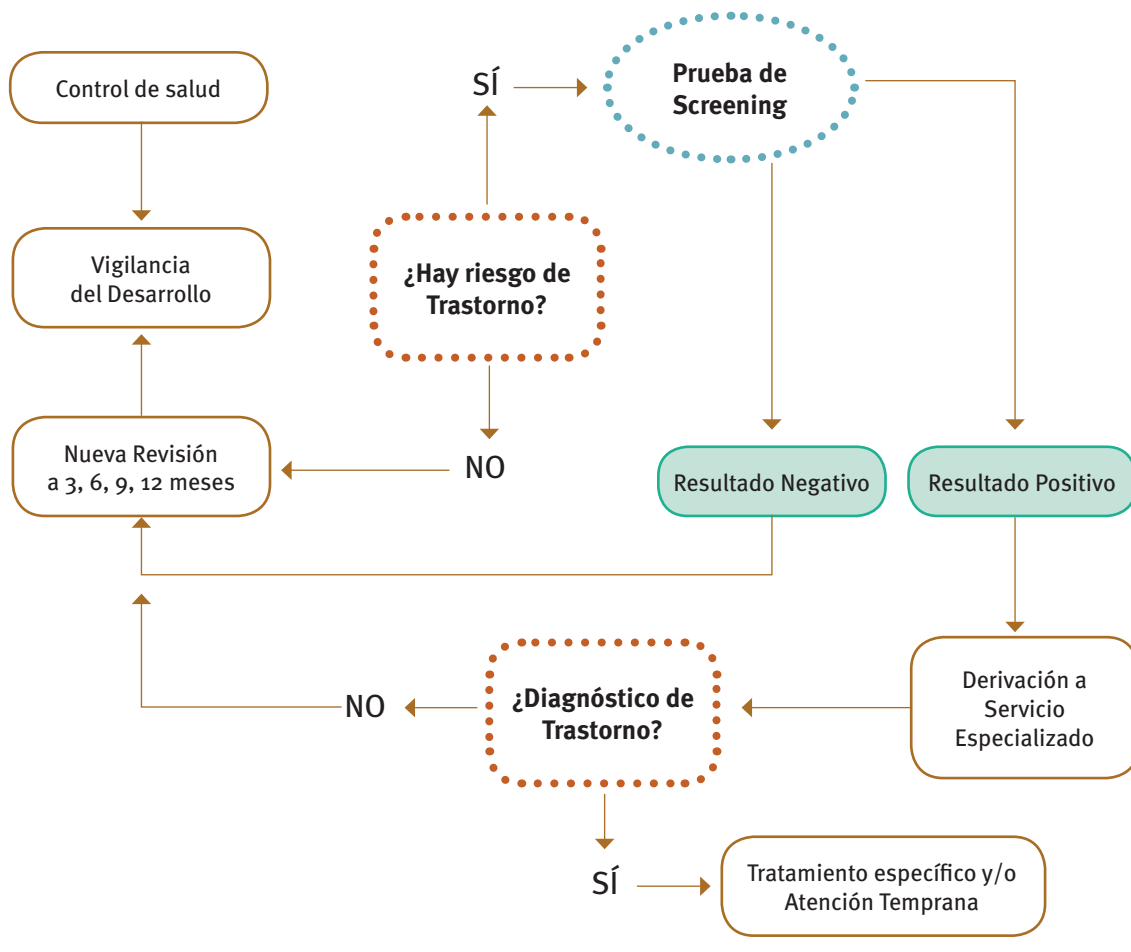 Control de salud
Vigilancia
del Desarrollo
Nueva Revisión
a 3, 6, 9, 12 meses
¿Hay riesgo de
Trastorno?
SÍ
NO
Prueba de
Screening
Resultado Negativo
Resultado Positivo
Derivación a
Servicio
Especializado
¿Diagnóstico de
Trastorno?
NO
SÍ
Tratamiento específico y/o
Atención Temprana